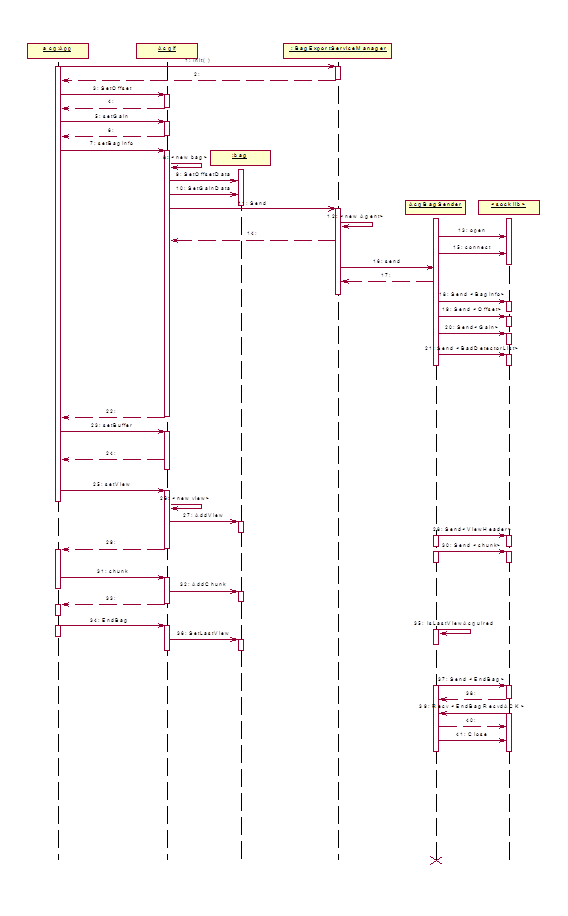 acqApp
AcqIf
: BagExportServiceManager
1: Init( )
2:
3: SetOffset
4:
5: setGain
6:
7: setBagInfo
8: <new bag>
:bag
9: SetOffsetData
10: SetGainData
11: Send
AcqBagSender
<sock lib>
12: <new Agent>
13: open
14:
15: connect
16: send
17:
18: Send <BagInfo>
19: Send <Offset>
20: Send<Gain>
21: Send <BadDetectorList>
22:
23: setBuffer
24:
25: setView
26: <new view>
27: AddView
28: Send<ViewHeader>
29:
30: Send <chunk>
31: chunk
32: AddChunk
33:
34: EndBag
35: IsLastViewAcquired
36: SetLastView
37: Send <EndBag>
38:
39: Recv <EndBagRecvdACK>
40:
41: Close